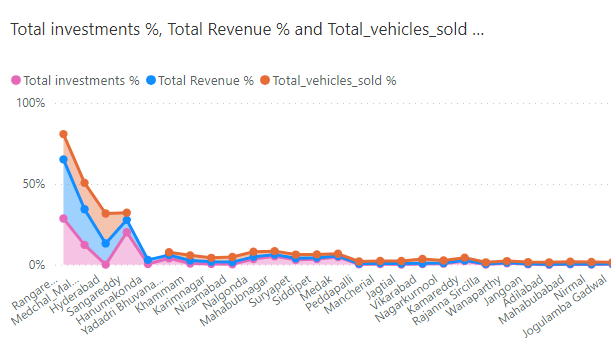 Total investments %, Total Revenue % and Total_vehicles_sold ...
Total investments % Total Revenue % Total_vehicles_sold %
100%
50%
0%
Rangare...
Medchal_Mal...
Hyderabad
Sangareddy
Hanumakonda
Yadadri Bhuvana...
Khammam
Karimnagar
Nizamabad
Nalgonda
Mahabubnagar
Suryapet
Siddipet
Medak
Peddapalli
Mancherial
Jagtial
Vikarabad
Nagarkurnool
Kamareddy
Rajanna Sircilla
Wanaparthy
Jangoan
Adilabad
Mahabubabad
Nirmal
Jogulamba Gadwal